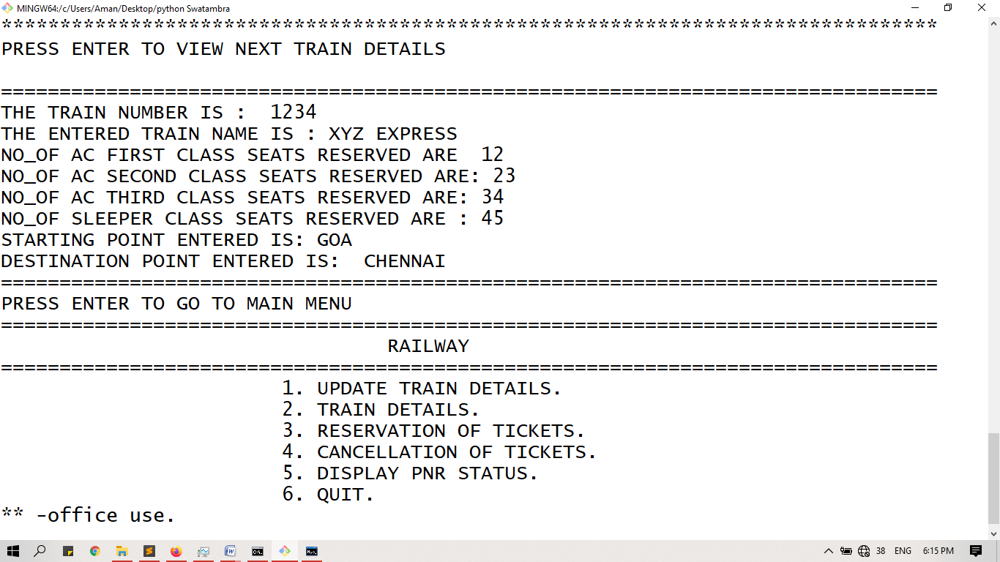 MINGW64:/c/Users/Aman/Desktop/python Swatambra
********************************************************************************
PRESS ENTER TO VIEW NEXT TRAIN DETAILS
================================================================================
THE TRAIN NUMBER IS :  1234
THE ENTERED TRAIN NAME IS : XYZ EXPRESS
NO_OF AC FIRST CLASS SEATS RESERVED ARE  12
NO_OF AC SECOND CLASS SEATS RESERVED ARE: 23
NO_OF AC THIRD CLASS SEATS RESERVED ARE: 34
NO_OF SLEEPER CLASS SEATS RESERVED ARE : 45
STARTING POINT ENTERED IS: GOA
DESTINATION POINT ENTERED IS:  CHENNAI
================================================================================
PRESS ENTER TO GO TO MAIN MENU
================================================================================
RAILWAY
================================================================================
1. UPDATE TRAIN DETAILS.
2. TRAIN DETAILS.
3. RESERVATION OF TICKETS.
4. CANCELLATION OF TICKETS.
5. DISPLAY PNR STATUS.
6. QUIT.
** -office use.
38 ENG 6:15 PM